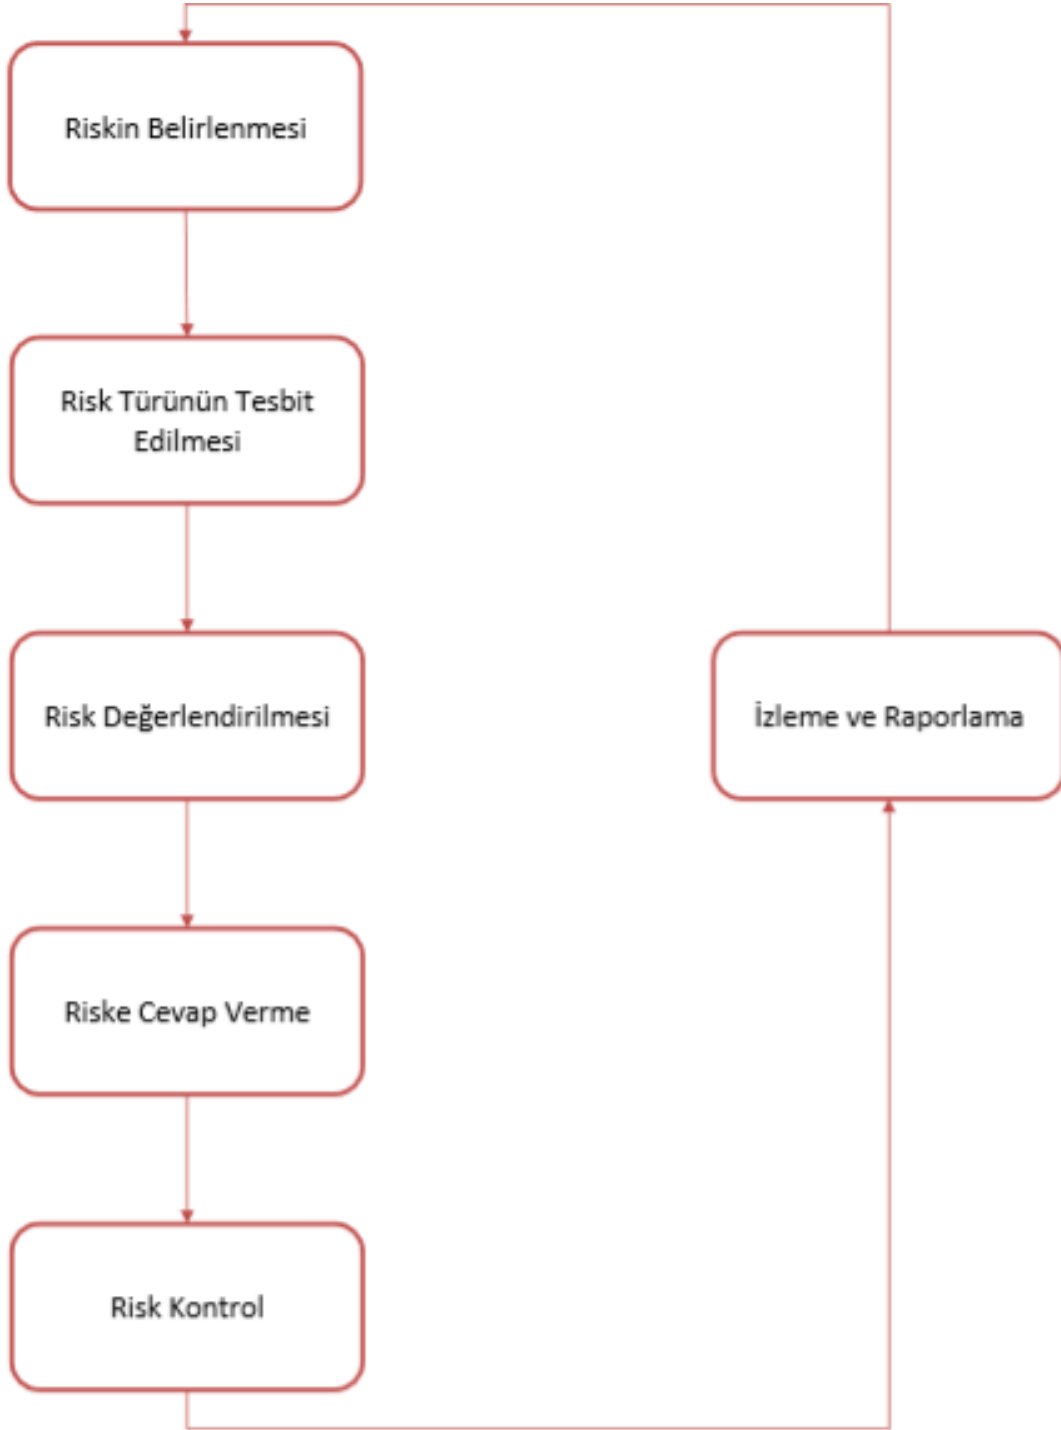 Riskin Belirlenmesi
Risk Türünün Tesbit
Edilmesi
Risk Değerlendirilmesi
İzleme ve Raporlama
Riske Cevap Verme
Risk Kontrol